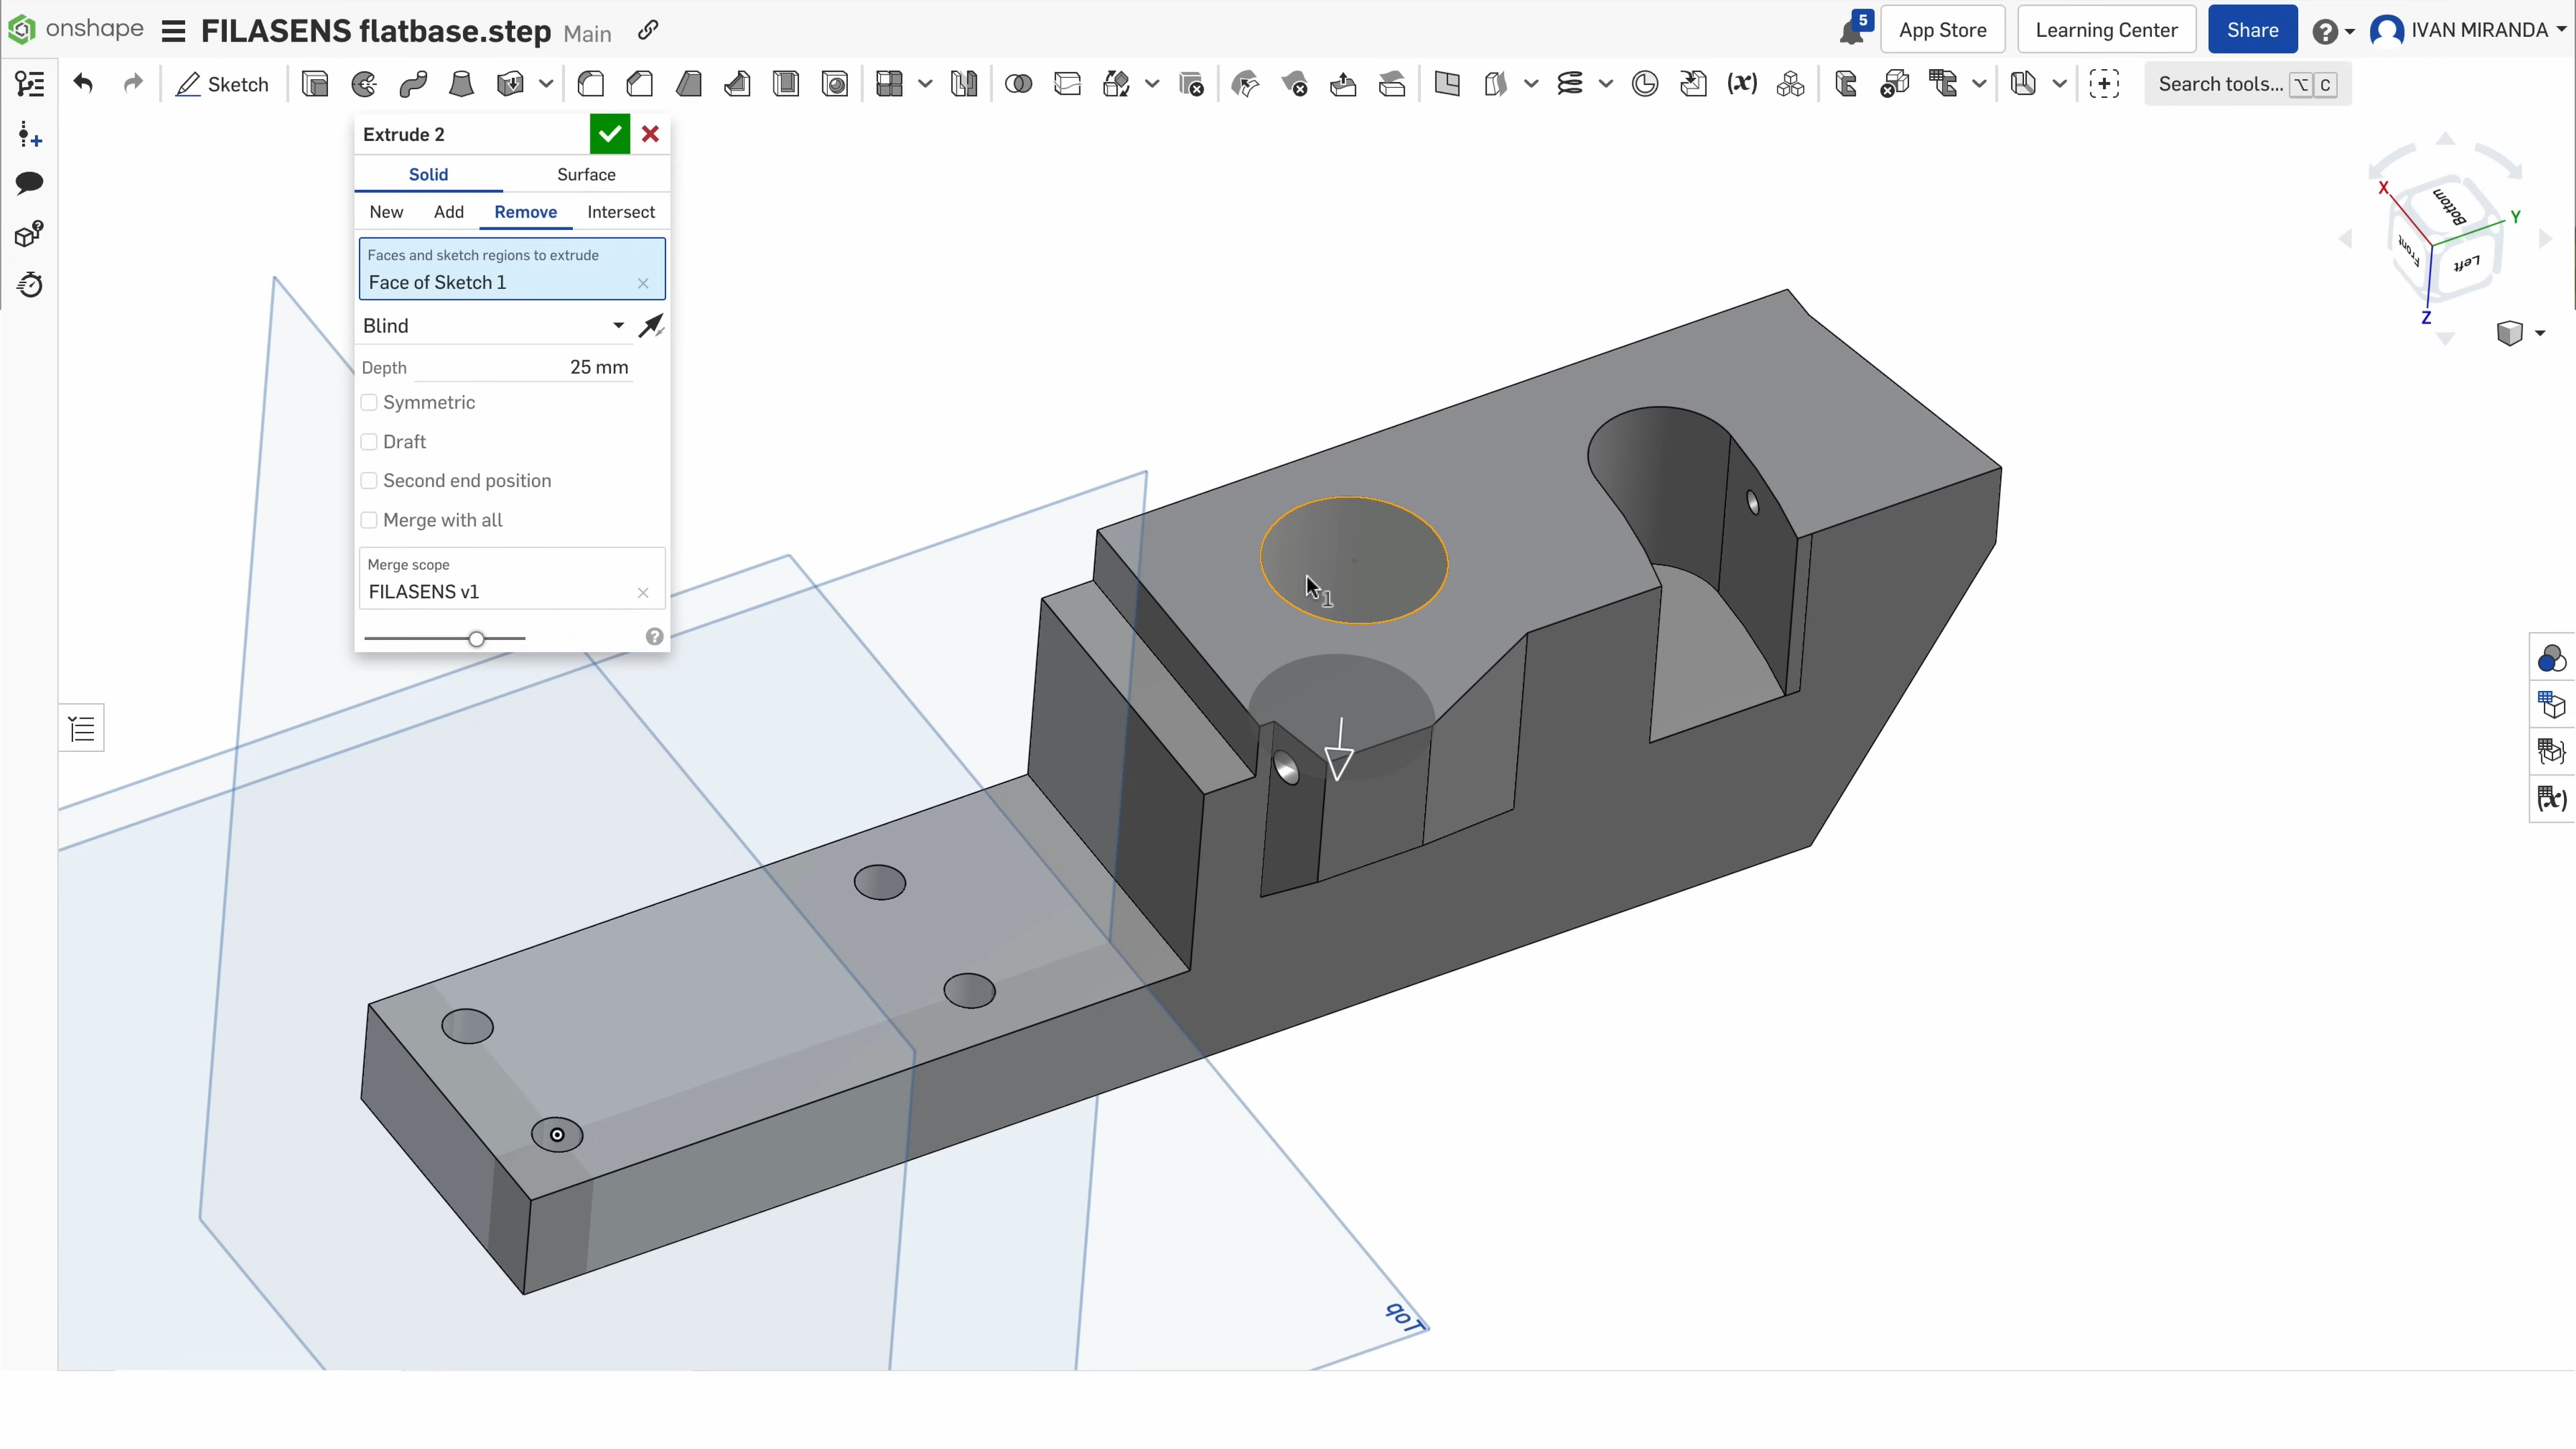 onshape FILASENS flatbase.step Main
5 App Store Learning Center Share ? IVAN MIRANDA
Sketch (x) Search tools... ⌥ C
Extrude 2
Solid Surface
New Add Remove Intersect
Faces and sketch regions to extrude
Face of Sketch 1
Blind
Depth 25 mm
Symmetric
Draft
Second end position
Merge with all
Merge scope
FILASENS v1
?
X
Bottom
Y
Front
Left
Z
1
(x)
Top